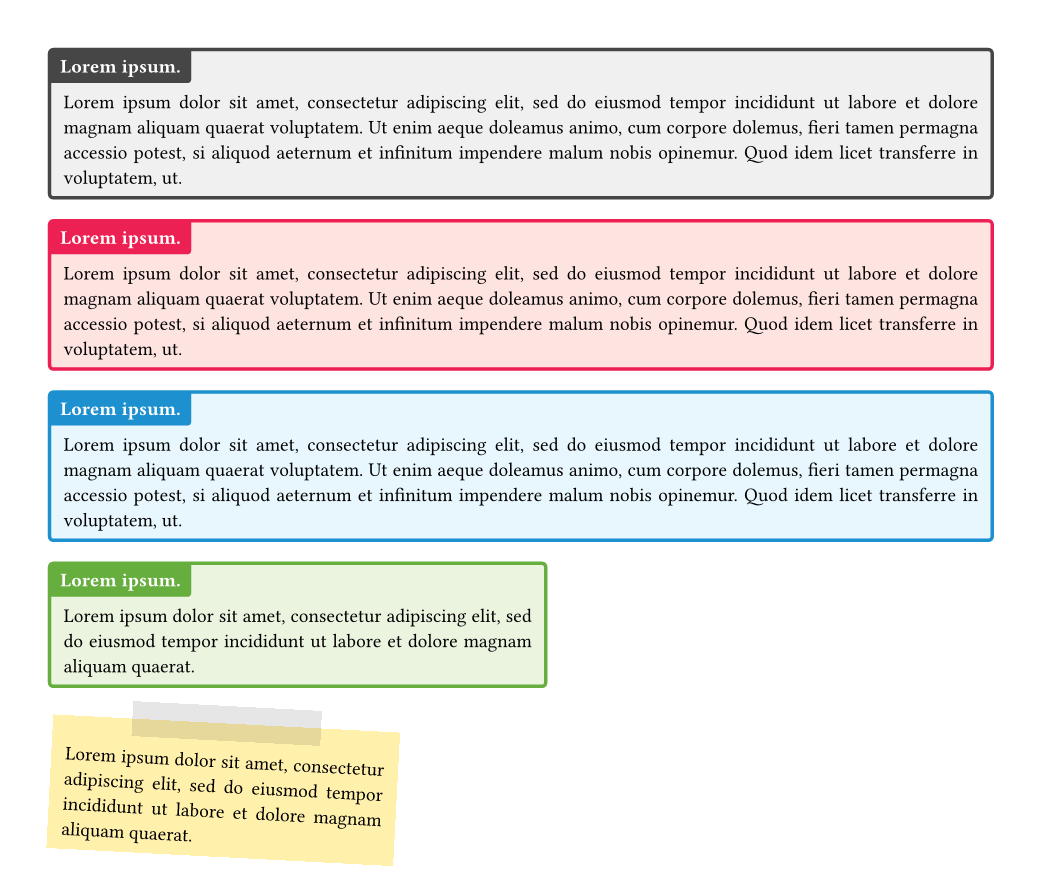 Lorem ipsum.
Lorem ipsum dolor sit amet, consectetur adipiscing elit, sed do eiusmod tempor incididunt ut labore et dolore
magnam aliquam quaerat voluptatem. Ut enim aeque doleamus animo, cum corpore dolemus, fieri tamen permagna
accessio potest, si aliquod aeternum et infinitum impendere malum nobis opinemur. Quod idem licet transferre in
voluptatem, ut.
Lorem ipsum.
Lorem ipsum dolor sit amet, consectetur adipiscing elit, sed do eiusmod tempor incididunt ut labore et dolore
magnam aliquam quaerat voluptatem. Ut enim aeque doleamus animo, cum corpore dolemus, fieri tamen permagna
accessio potest, si aliquod aeternum et infinitum impendere malum nobis opinemur. Quod idem licet transferre in
voluptatem, ut.
Lorem ipsum.
Lorem ipsum dolor sit amet, consectetur adipiscing elit, sed do eiusmod tempor incididunt ut labore et dolore
magnam aliquam quaerat voluptatem. Ut enim aeque doleamus animo, cum corpore dolemus, fieri tamen permagna
accessio potest, si aliquod aeternum et infinitum impendere malum nobis opinemur. Quod idem licet transferre in
voluptatem, ut.
Lorem ipsum.
Lorem ipsum dolor sit amet, consectetur adipiscing elit, sed
do eiusmod tempor incididunt ut labore et dolore magnam
aliquam quaerat.
Lorem ipsum dolor sit amet, consectetur
adipiscing elit, sed do eiusmod tempor
incididunt ut labore et dolore magnam
aliquam quaerat.